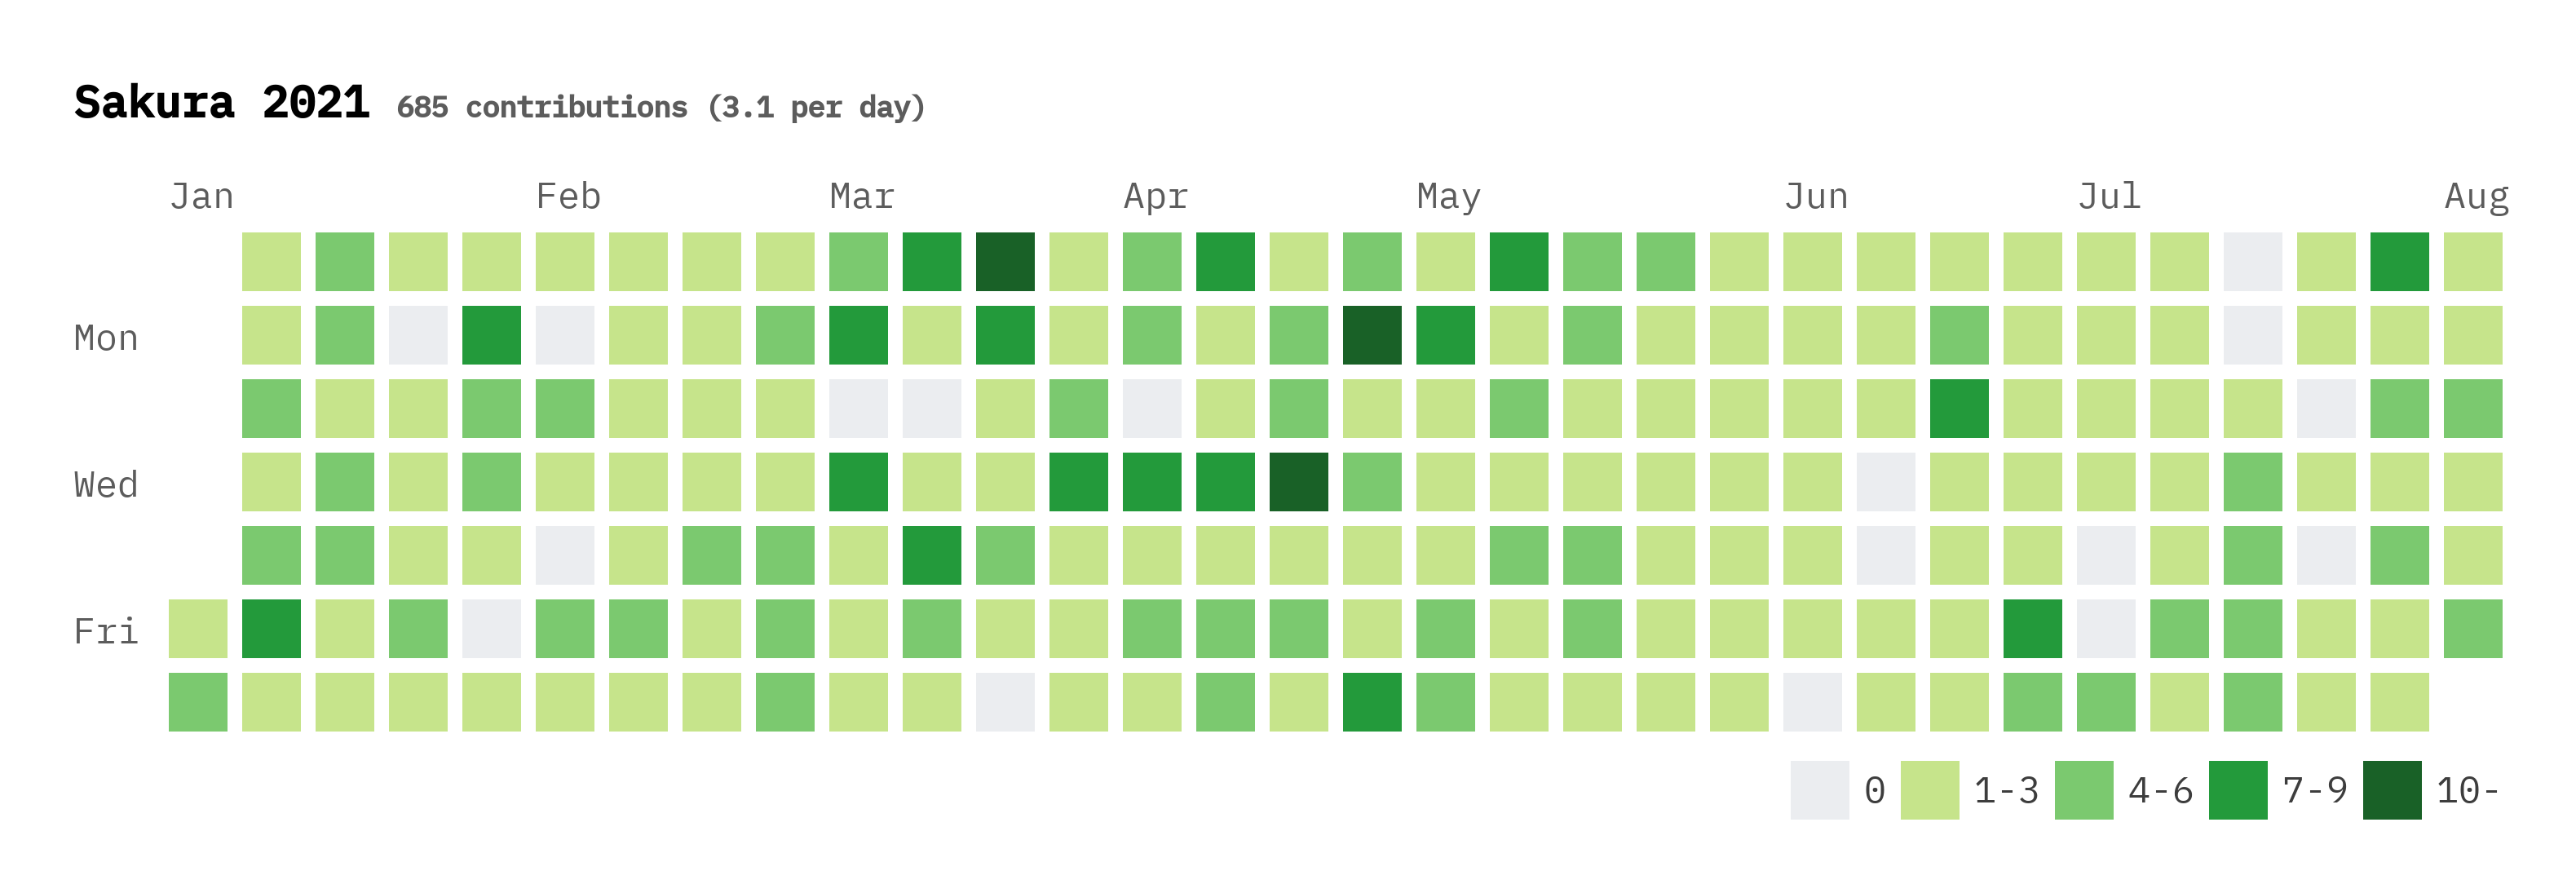 Sakura 2021 685 contributions (3.1 per day)
Jan Feb Mar Apr May Jun Jul Aug
Mon
Wed
Fri
0 1-3 4-6 7-9 10-